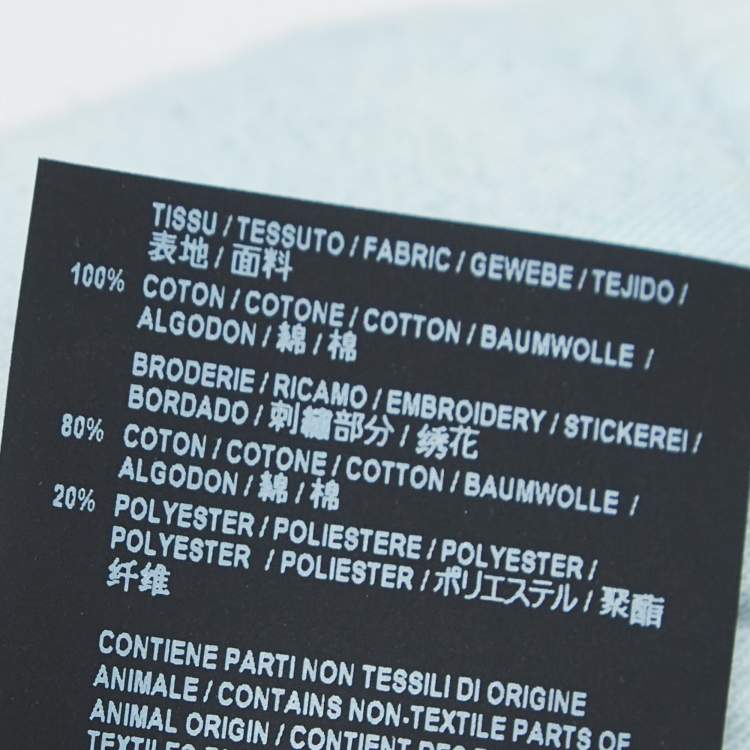 TISSU / TESSUTO / FABRIC / GEWEBE / TEJIDO /
表地 / 面料
100% COTON / COTONE / COTTON / BAUMWOLLE /
ALGODON / 綿 / 棉
BRODERIE / RICAMO / EMBROIDERY / STICKEREI /
BORDADO / 刺繍部分 / 绣花
80% COTON / COTONE / COTTON / BAUMWOLLE /
ALGODON / 綿 / 棉
20% POLYESTER / POLIESTERE / POLYESTER /
POLYESTER / POLIESTER / ポリエステル / 聚酯
纤维
CONTIENE PARTI NON TESSILI DI ORIGINE
ANIMALE / CONTAINS NON-TEXTILE PARTS OF
ANIMAL ORIGIN / CONTIENT DES